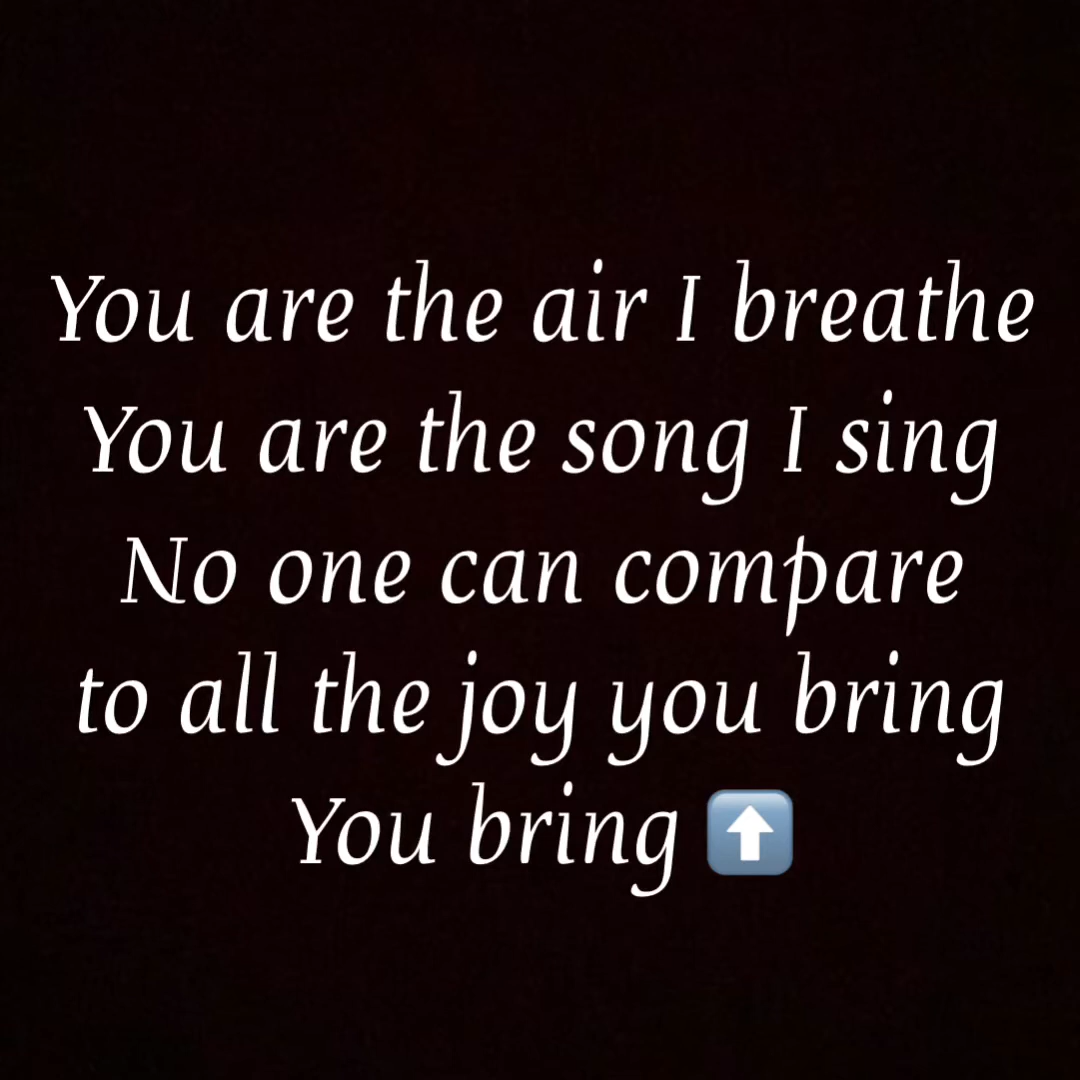 You are the air I breathe
You are the song I sing
No one can compare
to all the joy you bring
You bring ⬆️